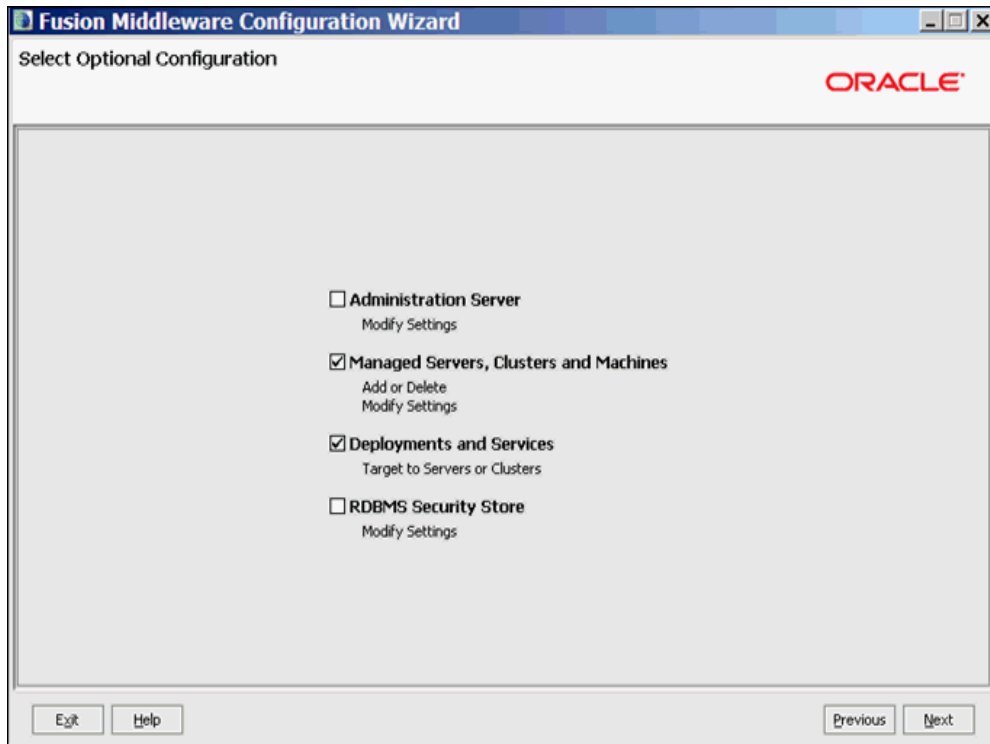 Fusion Middleware Configuration Wizard
Select Optional Configuration
ORACLE
Administration Server
Modify Settings
Managed Servers, Clusters and Machines
Add or Delete
Modify Settings
Deployments and Services
Target to Servers or Clusters
RDBMS Security Store
Modify Settings
Exit Help Previous Next